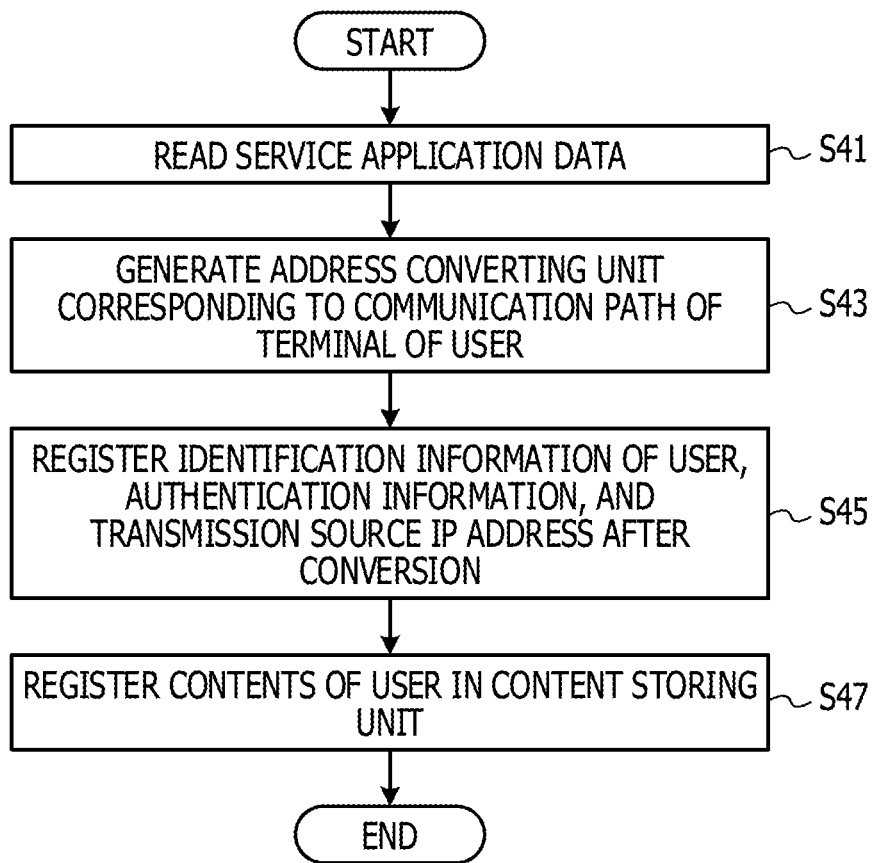 START
READ SERVICE APPLICATION DATA
S41
GENERATE ADDRESS CONVERTING UNIT
CORRESPONDING TO COMMUNICATION PATH OF
TERMINAL OF USER
S43
REGISTER IDENTIFICATION INFORMATION OF USER,
AUTHENTICATION INFORMATION, AND
TRANSMISSION SOURCE IP ADDRESS AFTER
CONVERSION
S45
REGISTER CONTENTS OF USER IN CONTENT STORING
UNIT
S47
END